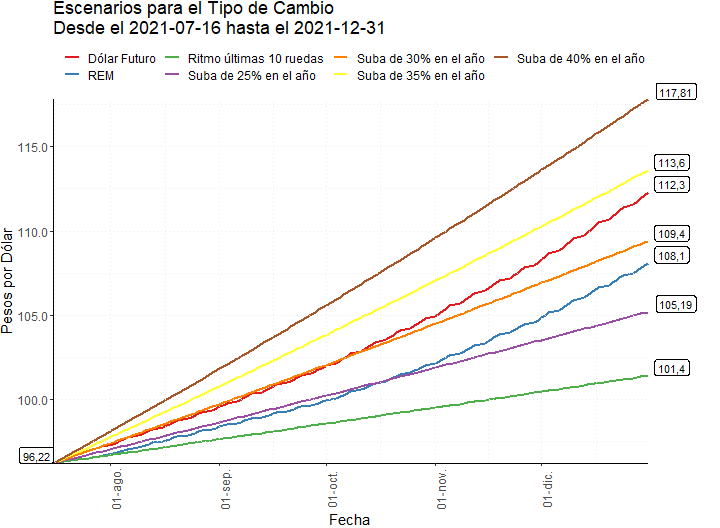 Escenarios para el Tipo de Cambio
Desde el 2021-07-16 hasta el 2021-12-31
Dólar Futuro
Ritmo últimas 10 ruedas
Suba de 30% en el año
Suba de 40% en el año
REM
Suba de 25% en el año
Suba de 35% en el año
Pesos por Dólar
115.0
110.0
105.0
100.0
96,22
117,81
113,6
112,3
109,4
108,1
105,19
101,4
01-ago.
01-sep.
01-oct.
01-nov.
01-dic.
Fecha